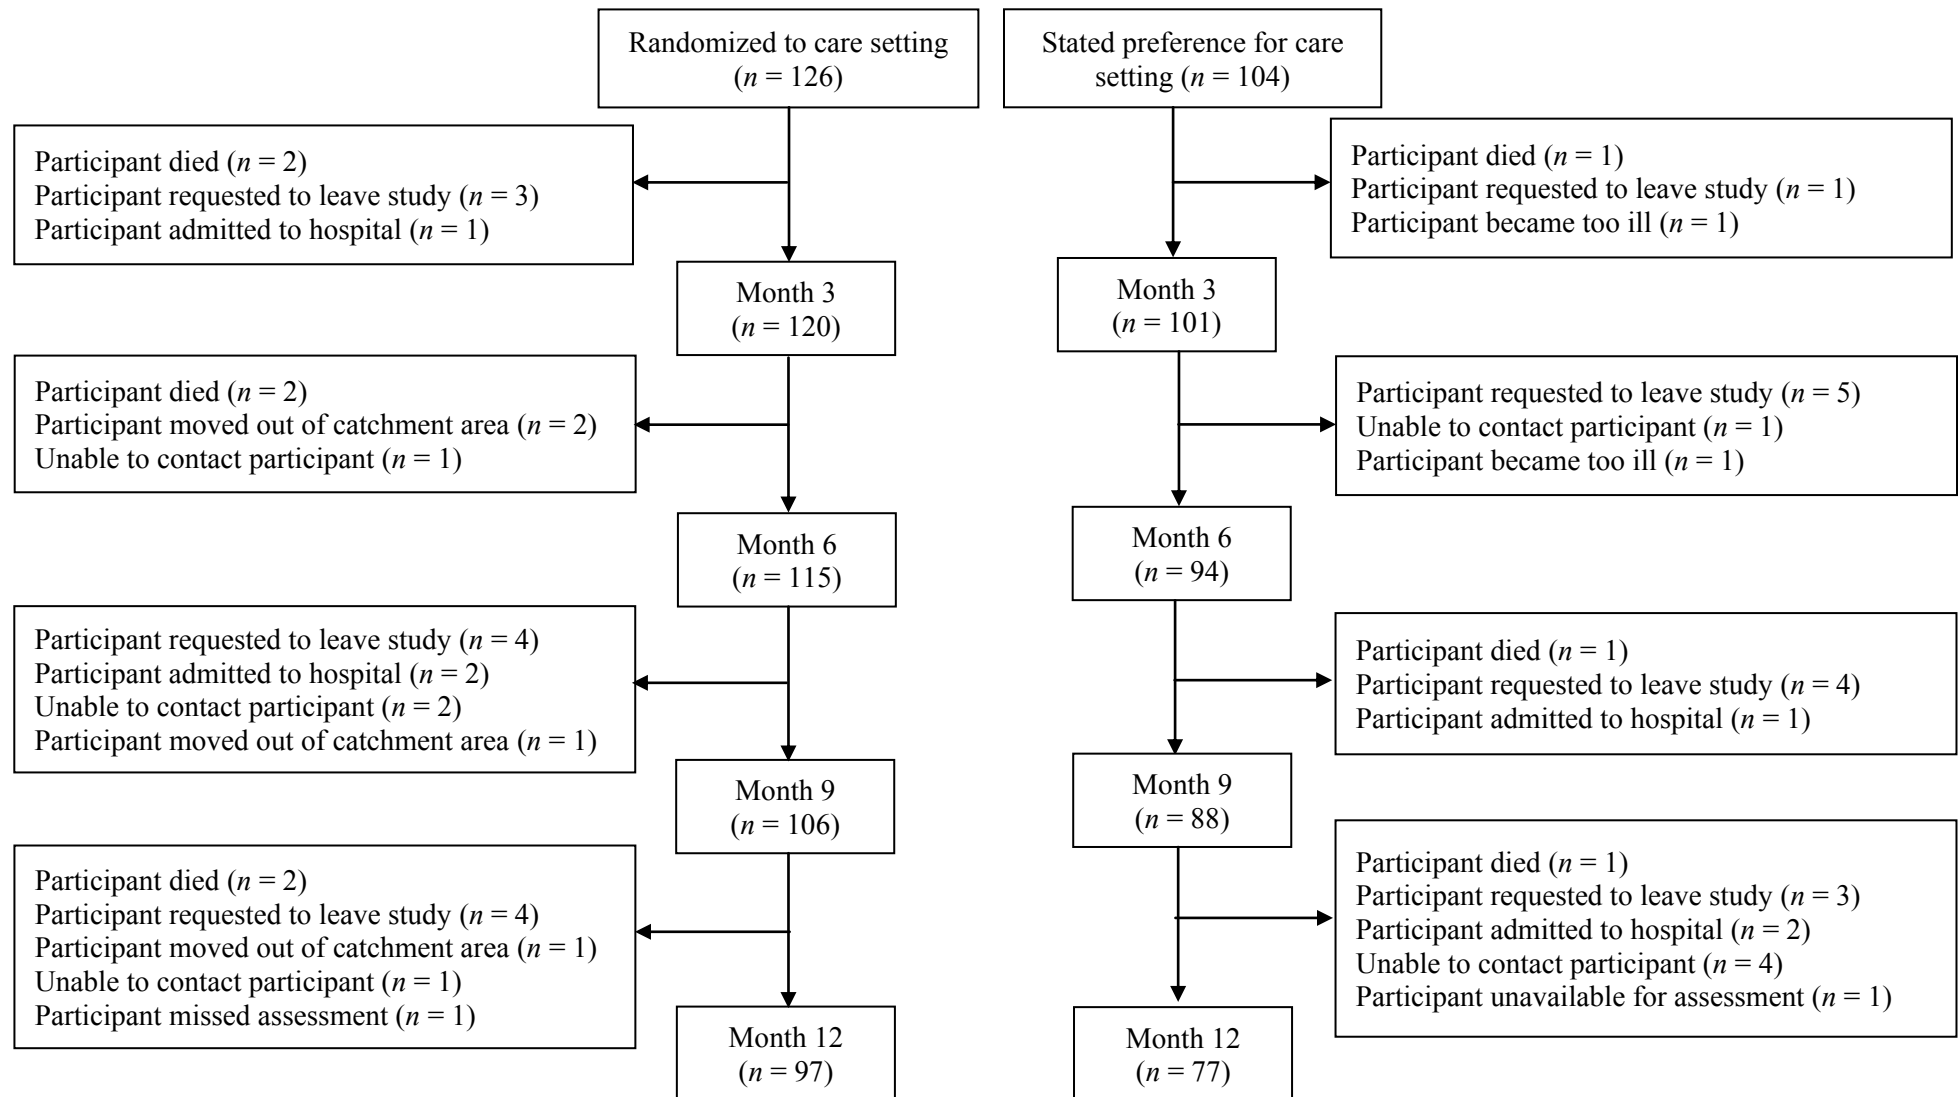 Randomized to care setting
(n = 126)
Stated preference for care
setting (n = 104)
Participant died (n = 2)
Participant requested to leave study (n = 3)
Participant admitted to hospital (n = 1)
Participant died (n = 1)
Participant requested to leave study (n = 1)
Participant became too ill (n = 1)
Month 3
(n = 120)
Month 3
(n = 101)
Participant died (n = 2)
Participant moved out of catchment area (n = 2)
Unable to contact participant (n = 1)
Participant requested to leave study (n = 5)
Unable to contact participant (n = 1)
Participant became too ill (n = 1)
Month 6
(n = 115)
Month 6
(n = 94)
Participant requested to leave study (n = 4)
Participant admitted to hospital (n = 2)
Unable to contact participant (n = 2)
Participant moved out of catchment area (n = 1)
Participant died (n = 1)
Participant requested to leave study (n = 4)
Participant admitted to hospital (n = 1)
Month 9
(n = 106)
Month 9
(n = 88)
Participant died (n = 2)
Participant requested to leave study (n = 4)
Participant moved out of catchment area (n = 1)
Unable to contact participant (n = 1)
Participant missed assessment (n = 1)
Participant died (n = 1)
Participant requested to leave study (n = 3)
Participant admitted to hospital (n = 2)
Unable to contact participant (n = 4)
Participant unavailable for assessment (n = 1)
Month 12
(n = 97)
Month 12
(n = 77)